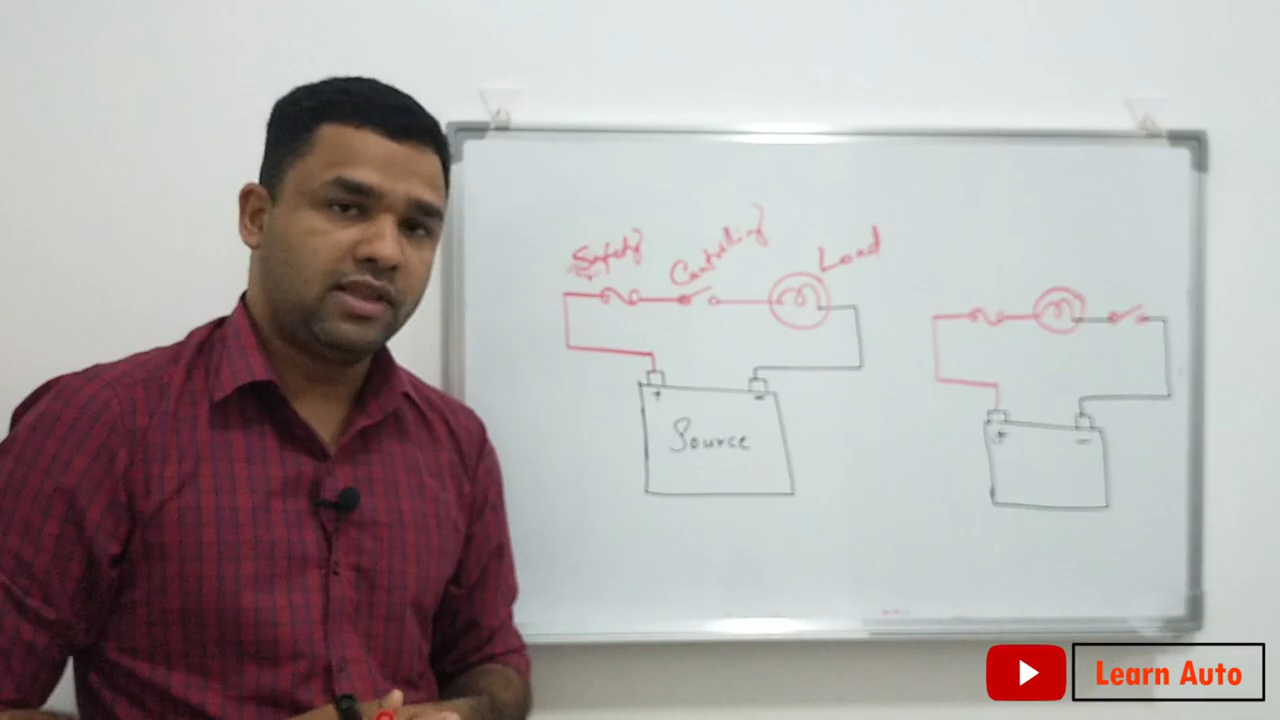 Safety
Controlling
Load
+ -
Source
+ -
Learn Auto